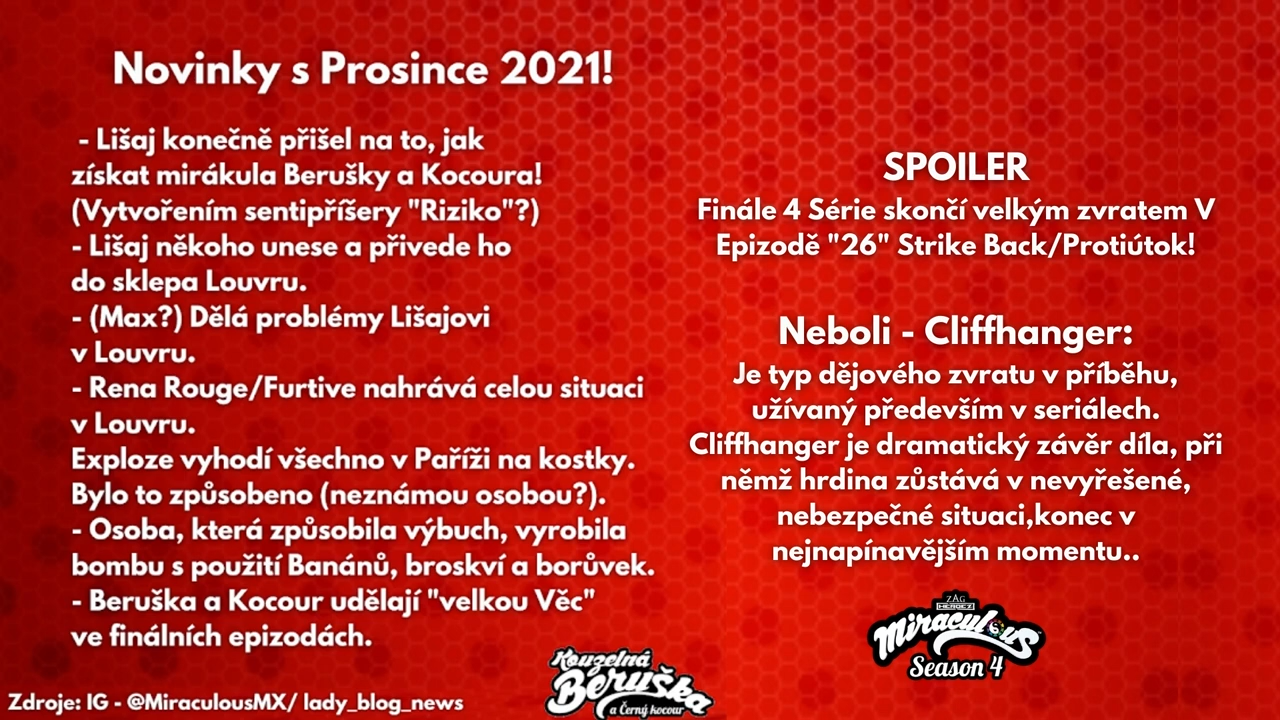 Novinky s Prosince 2021!
- Lišaj konečně přišel na to, jak
získat mirákula Berušky a Kocoura!
(Vytvořením sentipříšery "Riziko"?)
- Lišaj někoho unese a přivede ho
do sklepa Louvru.
- (Max?) Dělá problémy Lišajovi
v Louvru.
- Rena Rouge/Furtive nahrává celou situaci
v Louvru.
Exploze vyhodí všechno v Paříži na kostky.
Bylo to způsobeno (neznámou osobou?).
- Osoba, která způsobila výbuch, vyrobila
bombu s použití Banánů, broskví a borůvek.
- Beruška a Kocour udělají "velkou Věc"
ve finálních epizodách.
Zdroje: IG - @MiraculousMX/ lady_blog_news
Kouzelná
Beruška
a Černý kocour
SPOILER
Finále 4 Série skončí velkým zvratem V
Epizodě "26" Strike Back/Protiútok!
Neboli - Cliffhanger:
Je typ dějového zvratu v příběhu,
užívaný především v seriálech.
Cliffhanger je dramatický závěr díla, při
němž hrdina zůstává v nevyřešené,
nebezpečné situaci,konec v
nejnapínavějším momentu..
ZAG
HEROEZ
Miraculous
Season 4